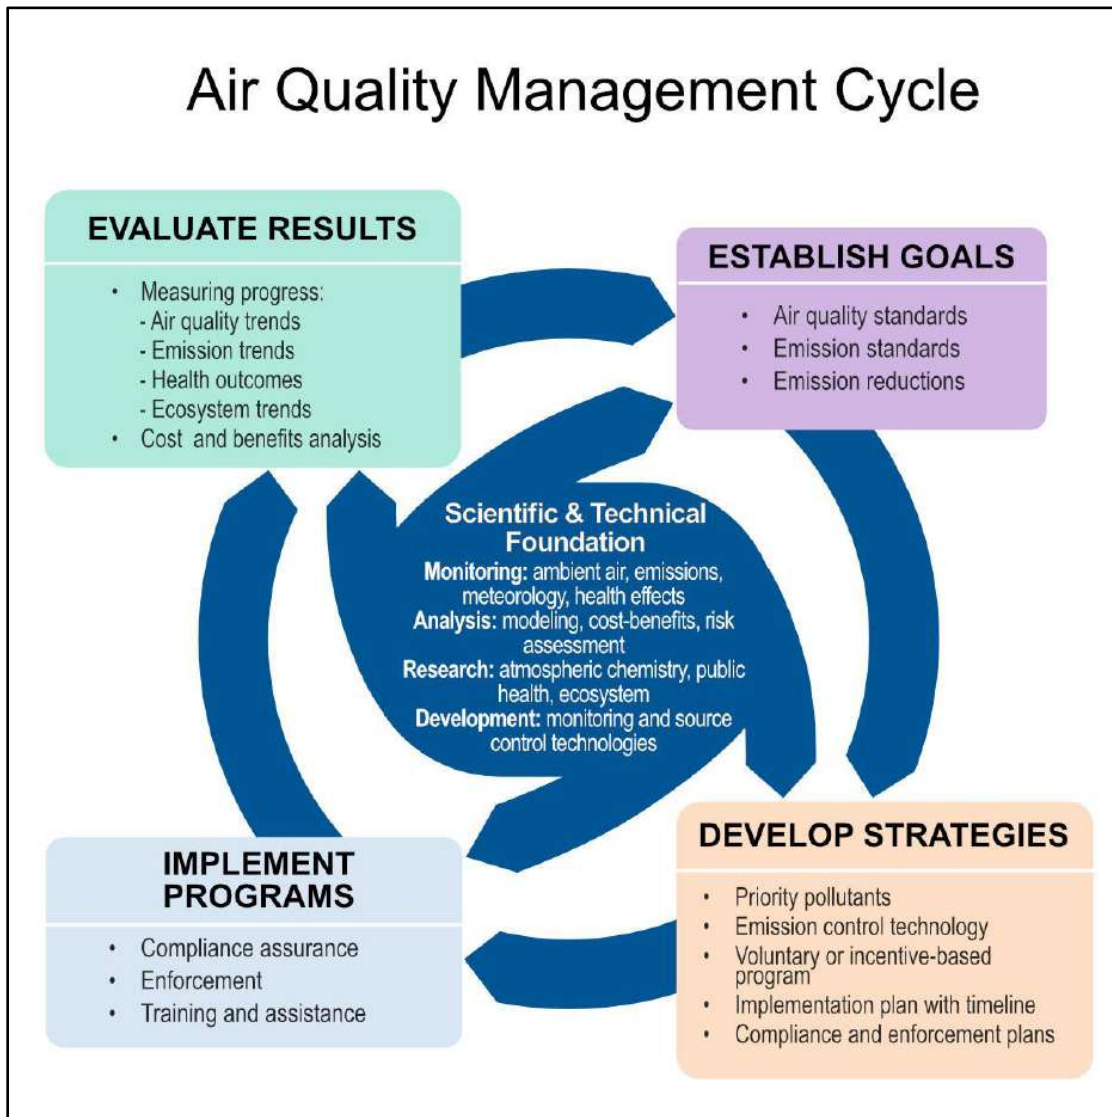 Air Quality Management Cycle
EVALUATE RESULTS
• Measuring progress:
- Air quality trends
- Emission trends
- Health outcomes
- Ecosystem trends
• Cost and benefits analysis
ESTABLISH GOALS
• Air quality standards
• Emission standards
• Emission reductions
Scientific & Technical
Foundation
Monitoring: ambient air, emissions,
meteorology, health effects
Analysis: modeling, cost-benefits, risk
assessment
Research: atmospheric chemistry, public
health, ecosystem
Development: monitoring and source
control technologies
IMPLEMENT
PROGRAMS
• Compliance assurance
• Enforcement
• Training and assistance
DEVELOP STRATEGIES
• Priority pollutants
• Emission control technology
• Voluntary or incentive-based
program
• Implementation plan with timeline
• Compliance and enforcement plans